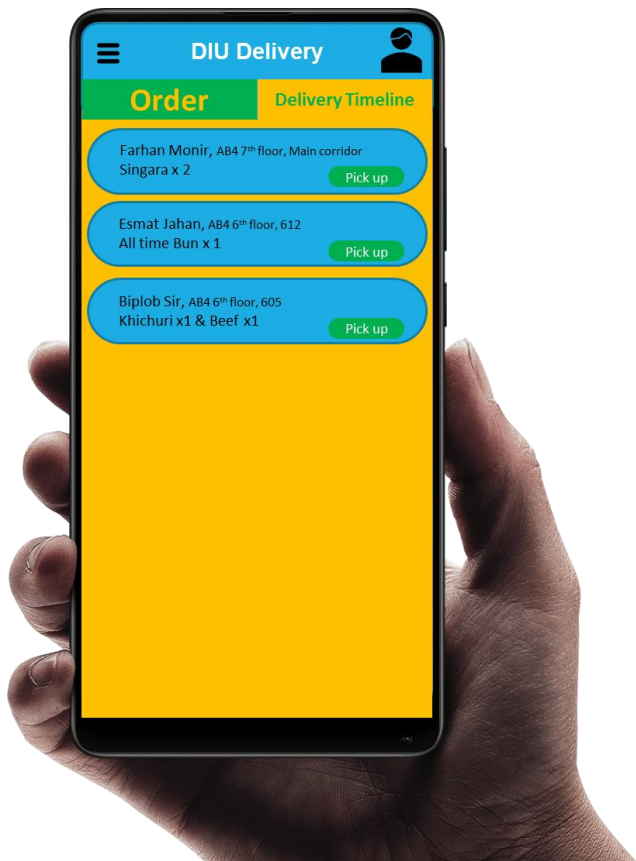 DIU Delivery
Order
Delivery Timeline
Farhan Monir, AB4 7th floor, Main corridor
Singara x 2
Pick up
Esmat Jahan, AB4 6th floor, 612
All time Bun x 1
Pick up
Biplob Sir, AB4 6th floor, 605
Khichuri x1 & Beef x1
Pick up